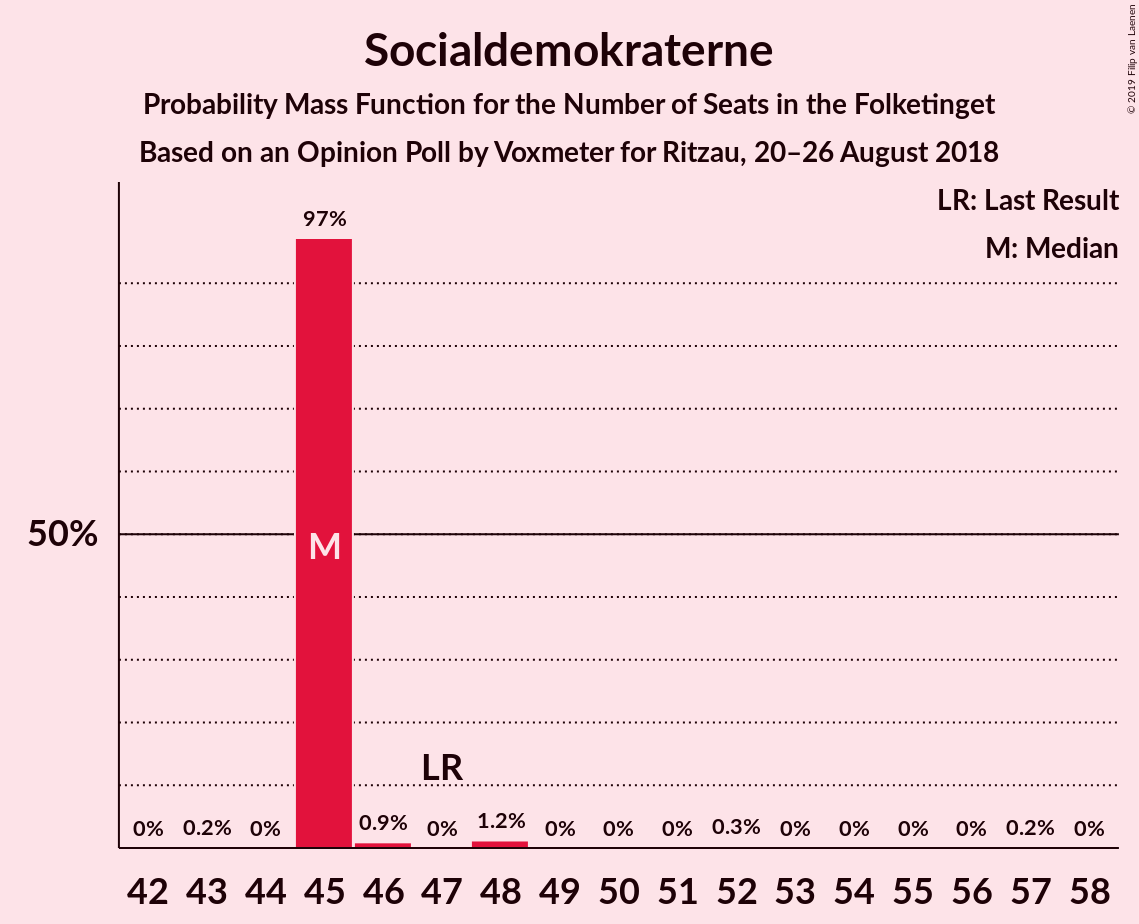 Socialdemokraterne
Probability Mass Function for the Number of Seats in the Folketinget
Based on an Opinion Poll by Voxmeter for Ritzau, 20–26 August 2018
© 2019 Filip van Laenen
LR: Last Result
M: Median
97%
50%
M
LR
0% 0.2% 0% 0.9% 0% 1.2% 0% 0% 0% 0.3% 0% 0% 0% 0% 0.2% 0%
42 43 44 45 46 47 48 49 50 51 52 53 54 55 56 57 58